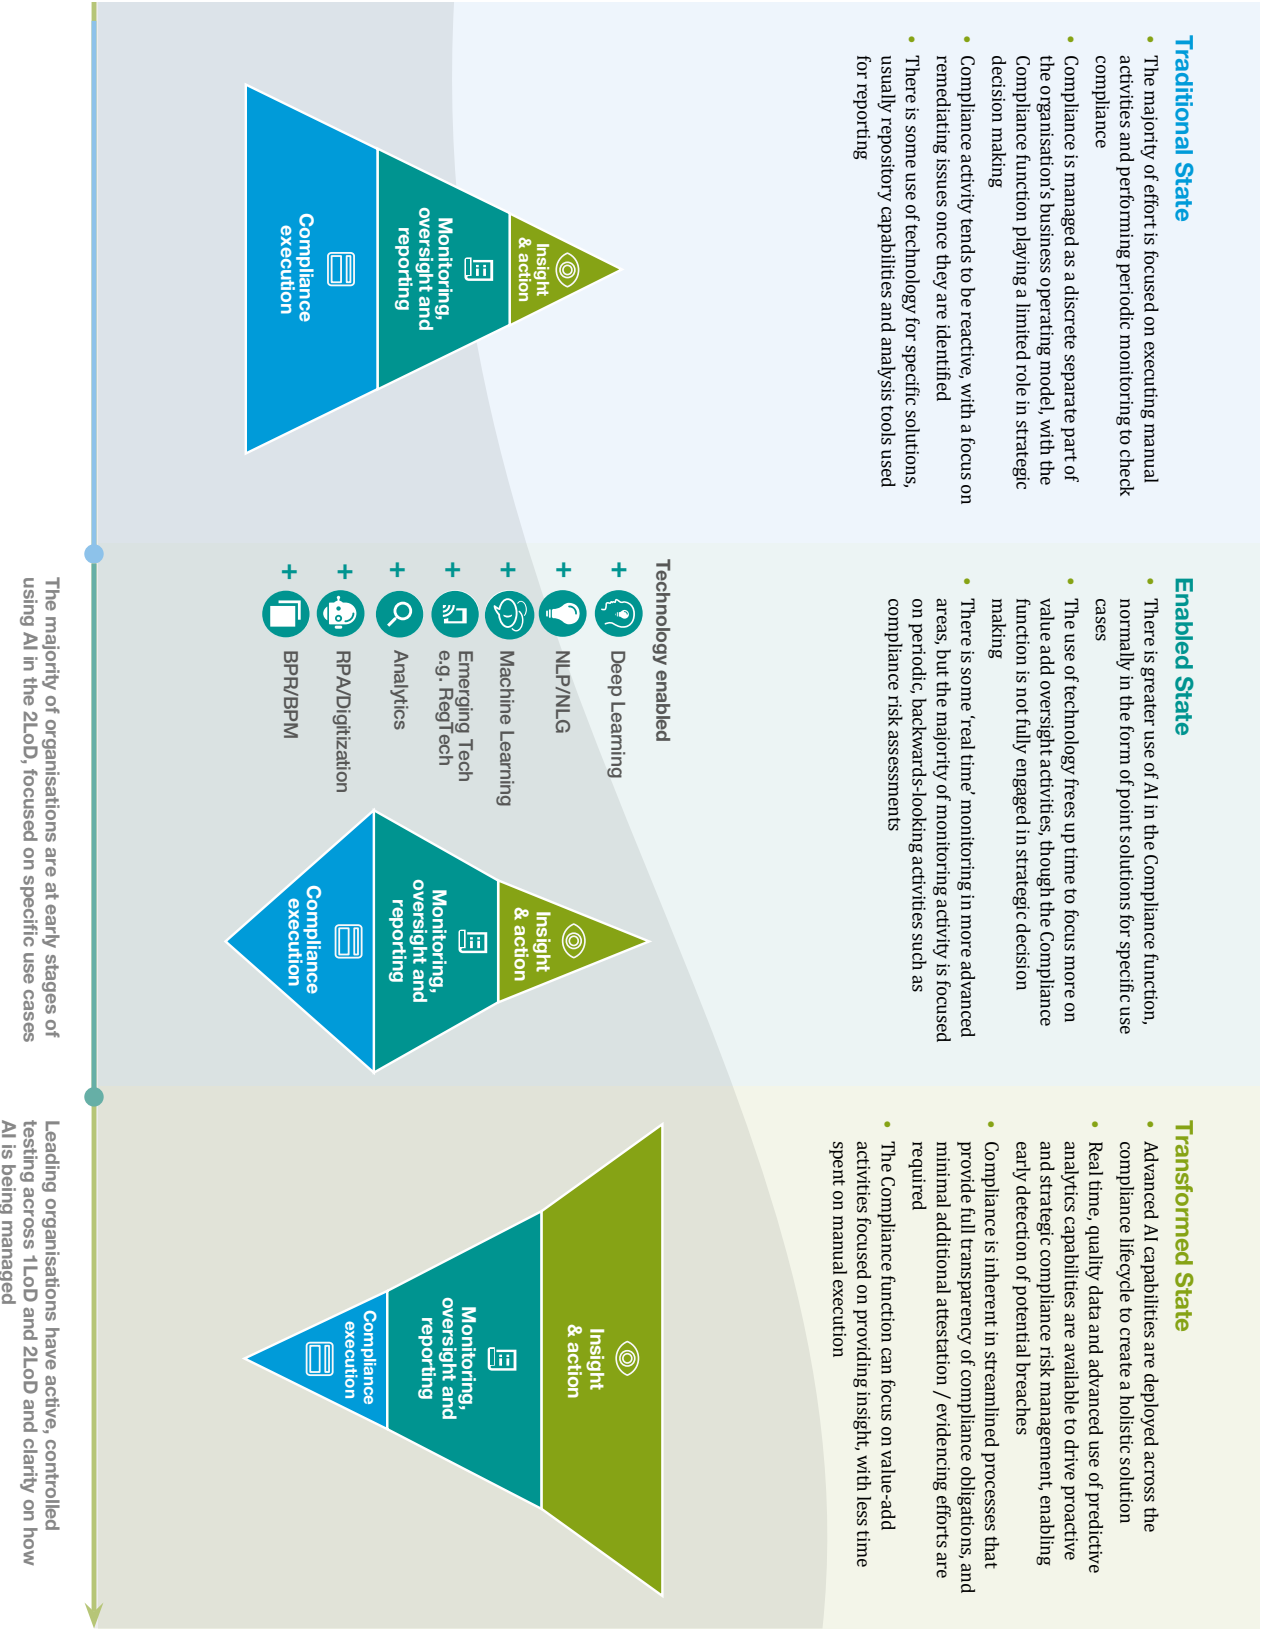 Traditional State
• The majority of effort is focused on executing manual
activities and performing periodic monitoring to check
compliance
• Compliance is managed as a discrete separate part of
the organisation's business operating model, with the
Compliance function playing a limited role in strategic
decision making
• Compliance activity tends to be reactive, with a focus on
remediating issues once they are identified
• There is some use of technology for specific solutions,
usually repository capabilities and analysis tools used
for reporting
Insight
& action
Monitoring,
oversight and
reporting
Compliance
execution
Enabled State
• There is greater use of AI in the Compliance function,
normally in the form of point solutions for specific use
cases
• The use of technology frees up time to focus more on
value add oversight activities, though the Compliance
function is not fully engaged in strategic decision
making
• There is some ‘real time’ monitoring in more advanced
areas, but the majority of monitoring activity is focused
on periodic, backwards-looking activities such as
compliance risk assessments
Technology enabled
+ Deep Learning
+ NLP/NLG
+ Machine Learning
+ Emerging Tech
e.g. RegTech
+ Analytics
+ RPA/Digitization
+ BPR/BPM
Insight
& action
Monitoring,
oversight and
reporting
Compliance
execution
The majority of organisations are at early stages of
using AI in the 2LoD, focused on specific use cases
Transformed State
• Advanced AI capabilities are deployed across the
compliance lifecycle to create a holistic solution
• Real time, quality data and advanced use of predictive
analytics capabilities are available to drive proactive
and strategic compliance risk management, enabling
early detection of potential breaches
• Compliance is inherent in streamlined processes that
provide full transparency of compliance obligations, and
minimal additional attestation / evidencing efforts are
required
• The Compliance function can focus on value-add
activities focused on providing insight, with less time
spent on manual execution
Insight
& action
Monitoring,
oversight and
reporting
Compliance
execution
Leading organisations have active, controlled
testing across 1LoD and 2LoD and clarity on how
AI is being managed